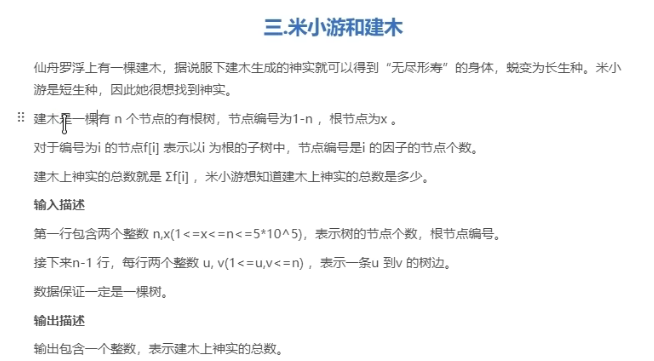 三.米小游和建木
仙舟罗浮上有一棵建木，据说服下建木生成的神实就可以得到“无尽形寿”的身体，蜕变为长生种。米小
游是短生种，因此她很想找到神实。
建木是一棵有 n 个节点的有根树，节点编号为1-n ，根节点为x 。
对于编号为i 的节点f[i] 表示以i 为根的子树中，节点编号是i 的因子的节点个数。
建木上神实的总数就是 Σf[i] ，米小游想知道建木上神实的总数是多少。
输入描述
第一行包含两个整数 n,x(1<=x<=n<=5*10^5)，表示树的节点个数，根节点编号。
接下来n-1 行，每行两个整数 u, v(1<=u,v<=n) ，表示一条u 到v 的树边。
数据保证一定是一棵树。
输出描述
输出包含一个整数，表示建木上神实的总数。